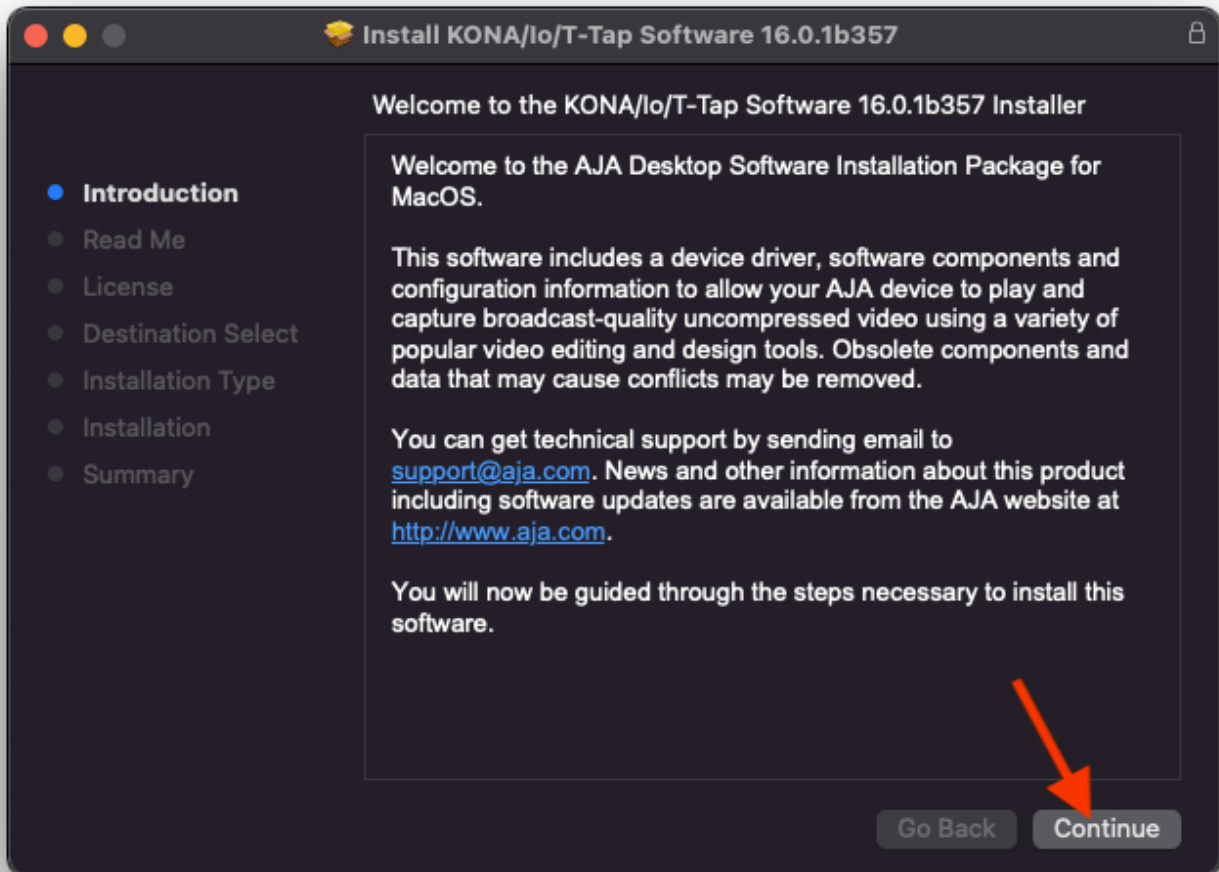 Install KONA/Io/T-Tap Software 16.0.1b357
Welcome to the KONA/Io/T-Tap Software 16.0.1b357 Installer
Introduction
Read Me
License
Destination Select
Installation Type
Installation
Summary
Welcome to the AJA Desktop Software Installation Package for
MacOS.
This software includes a device driver, software components and
configuration information to allow your AJA device to play and
capture broadcast-quality uncompressed video using a variety of
popular video editing and design tools. Obsolete components and
data that may cause conflicts may be removed.
You can get technical support by sending email to
support@aja.com. News and other information about this product
including software updates are available from the AJA website at
http://www.aja.com.
You will now be guided through the steps necessary to install this
software.
Go Back
Continue